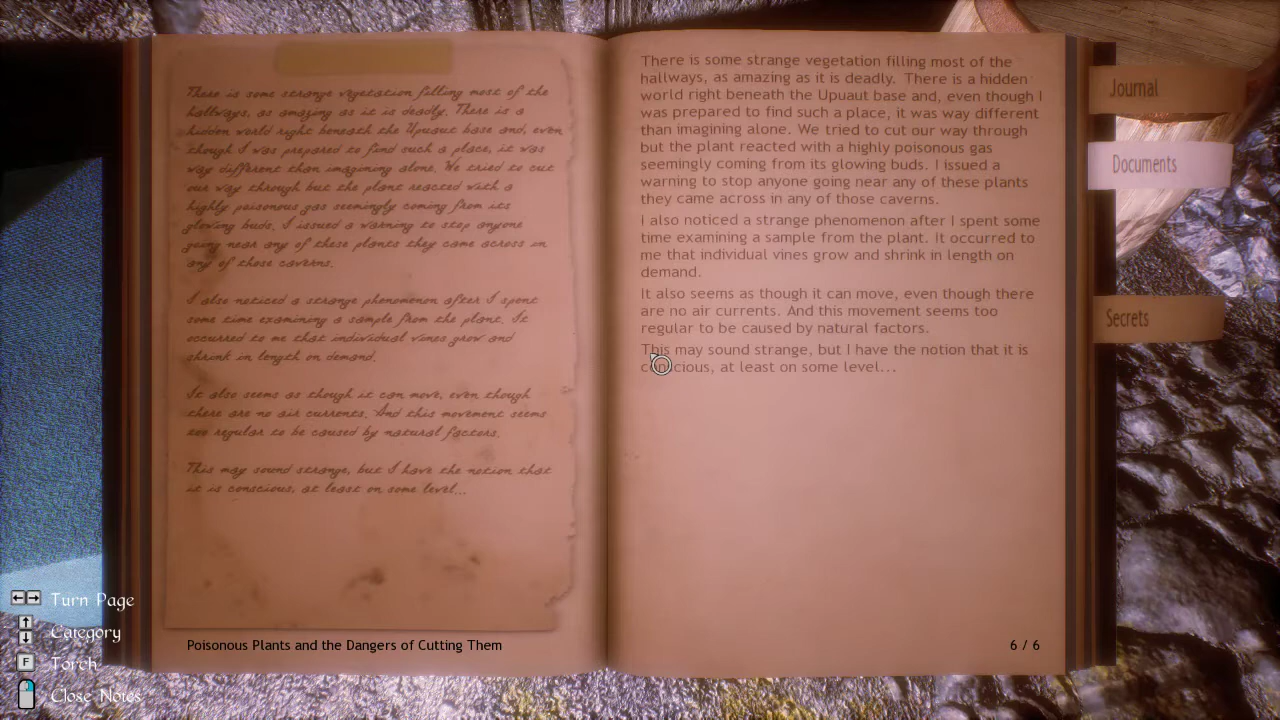 There is some strange vegetation filling most of the
hallways, as amazing as it is deadly. There is a
hidden world right beneath the Upuaut base and, even
though I was prepared to find such a place, it was
way different than imagining alone. We tried to cut
our way through but the plant reacted with a
highly poisonous gas seemingly coming from its
glowing buds. I issued a warning to stop anyone
going near any of these plants they came across in
any of those caverns.
I also noticed a strange phenomenon after I spent
some time examining a sample from the plant. It
occurred to me that individual vines grow and
shrink in length on demand.
It also seems as though it can move, even though
there are no air currents. And this movement seems
too regular to be caused by natural factors.
This may sound strange, but I have the notion that
it is conscious, at least on some level...
Poisonous Plants and the Dangers of Cutting Them
There is some strange vegetation filling most of the
hallways, as amazing as it is deadly. There is a hidden
world right beneath the Upuaut base and, even though I
was prepared to find such a place, it was way different
than imagining alone. We tried to cut our way through
but the plant reacted with a highly poisonous gas
seemingly coming from its glowing buds. I issued a
warning to stop anyone going near any of these plants
they came across in any of those caverns.
I also noticed a strange phenomenon after I spent some
time examining a sample from the plant. It occurred to
me that individual vines grow and shrink in length on
demand.
It also seems as though it can move, even though there
are no air currents. And this movement seems too
regular to be caused by natural factors.
This may sound strange, but I have the notion that it is
conscious, at least on some level...
6 / 6
Journal
Documents
Secrets
Turn Page
Category
F Torch
Close Notes